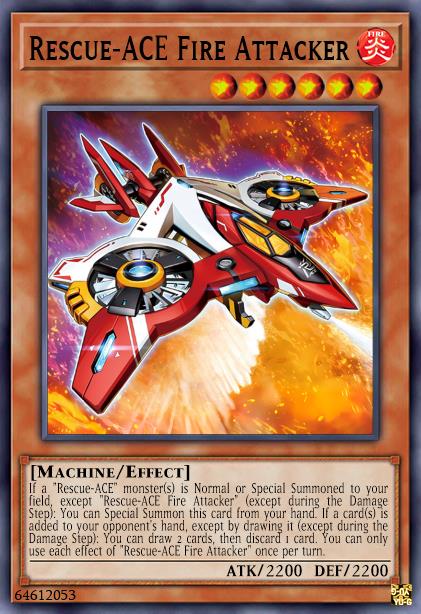 Rescue-ACE Fire Attacker
FIRE
炎
[Machine/Effect]
If a "Rescue-ACE" monster(s) is Normal or Special Summoned to your
field, except "Rescue-ACE Fire Attacker" (except during the Damage
Step): You can Special Summon this card from your hand. If a card(s) is
added to your opponent's hand, except by drawing it (except during the
Damage Step): You can draw 2 cards, then discard 1 card. You can only
use each effect of "Rescue-ACE Fire Attacker" once per turn.
ATK/2200 DEF/2200
64612053